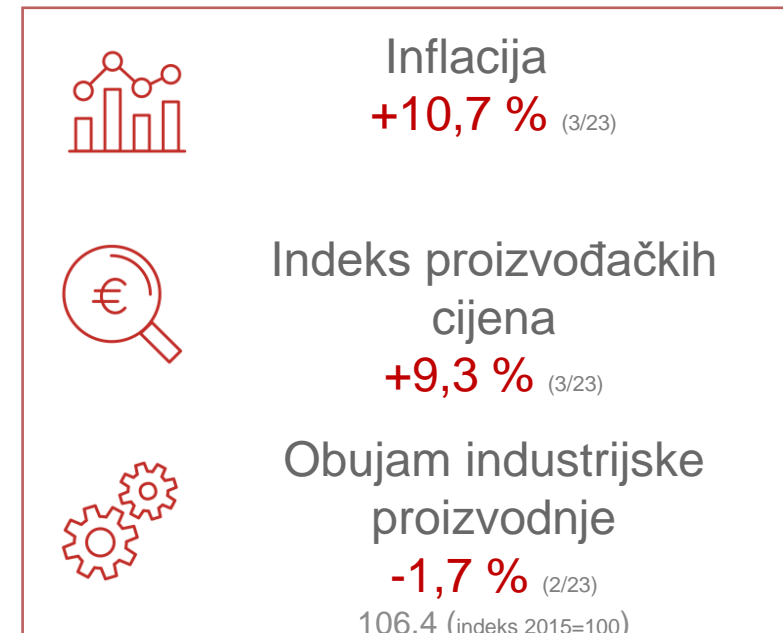 Inflacija
+10,7 % (3/23)
€
Indeks proizvođačkih
cijena
+9,3 % (3/23)
Obujam industrijske
proizvodnje
-1,7 % (2/23)
106.4 (indeks 2015=100)